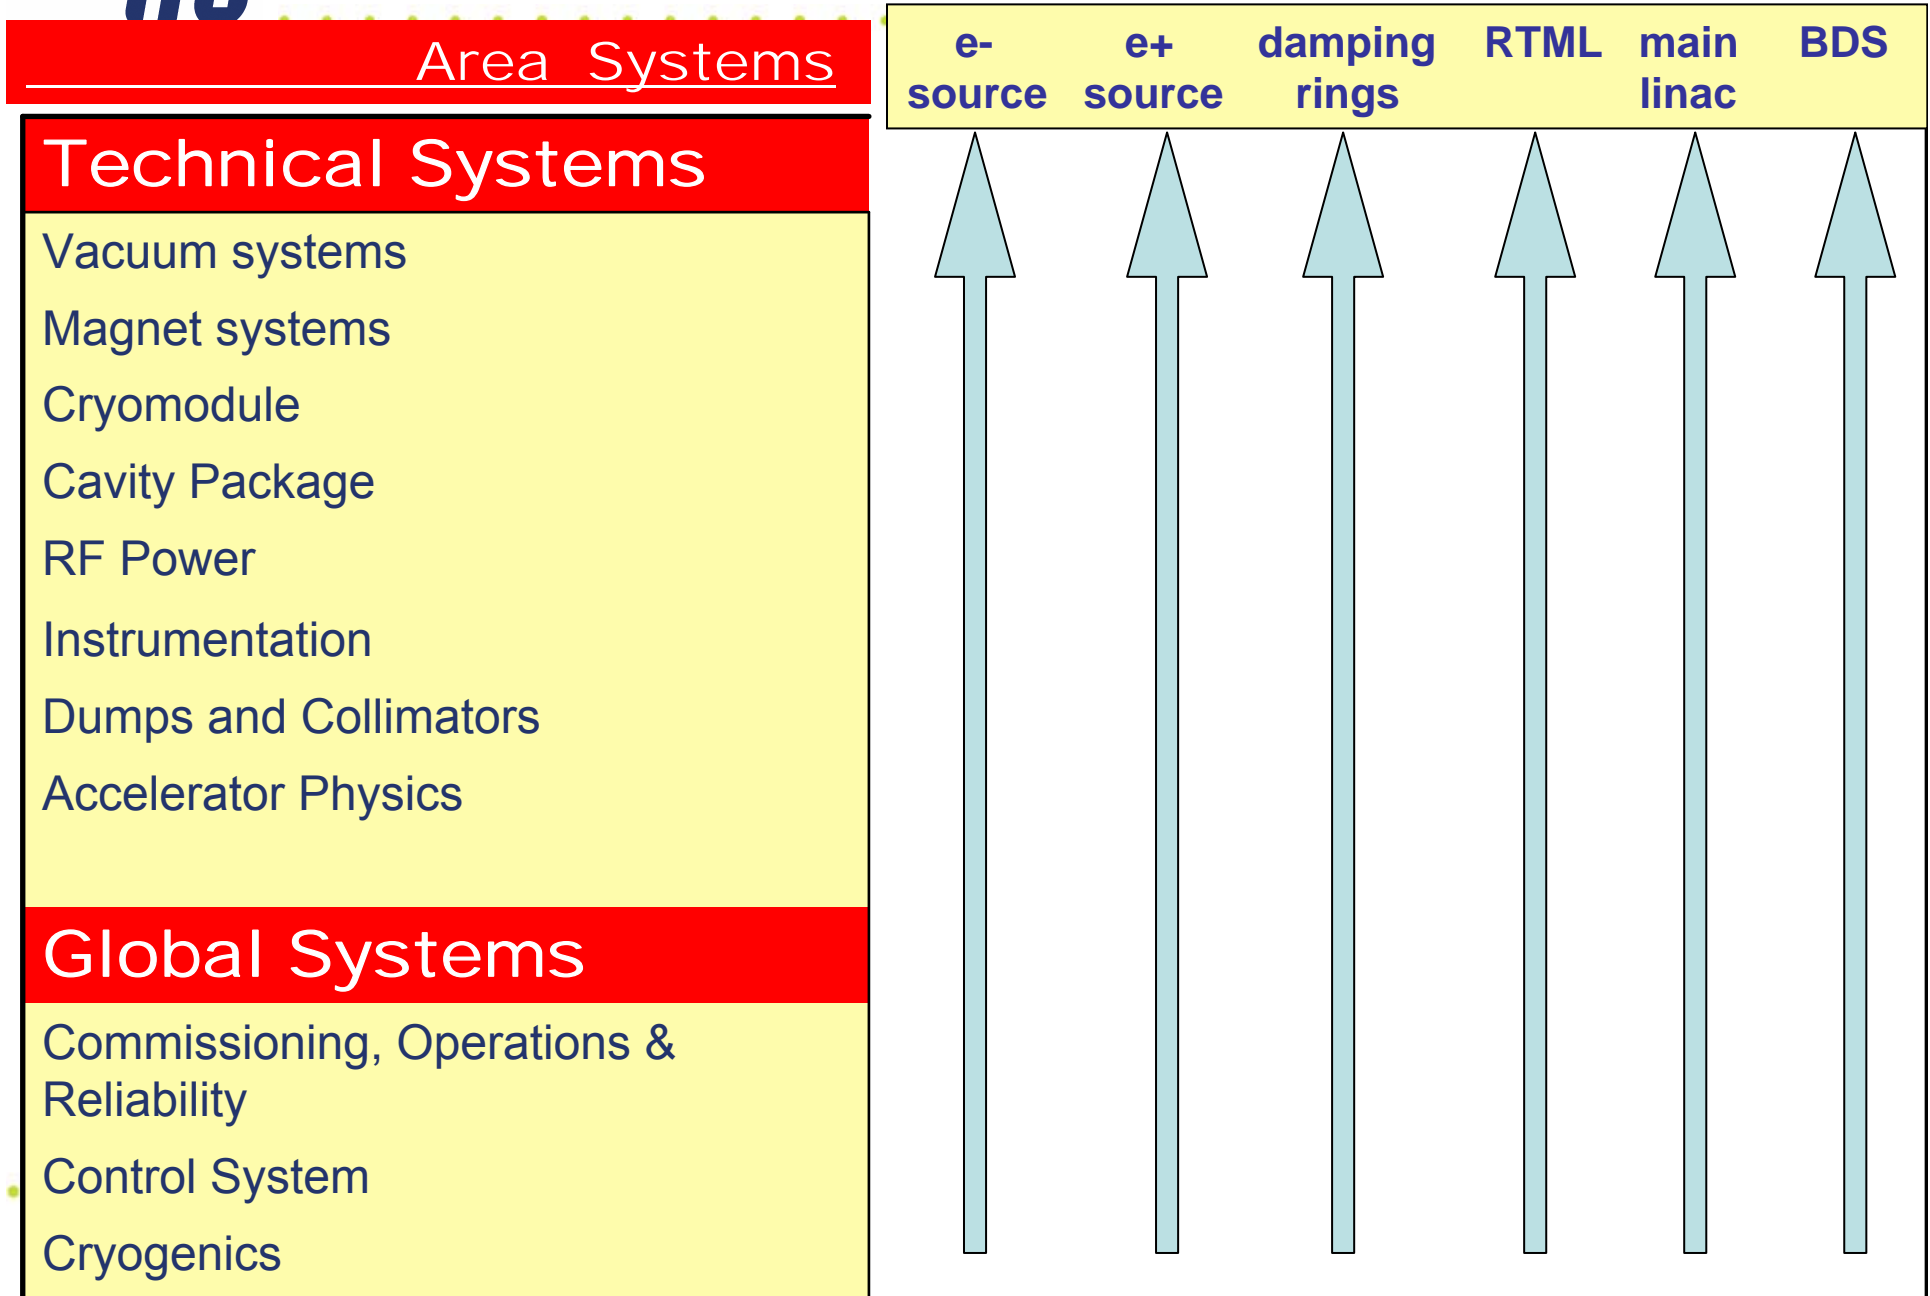 Area Systems
e- e+ damping RTML main BDS
source source rings linac
Technical Systems
Vacuum systems
Magnet systems
Cryomodule
Cavity Package
RF Power
Instrumentation
Dumps and Collimators
Accelerator Physics
Global Systems
Commissioning, Operations &
Reliability
Control System
Cryogenics